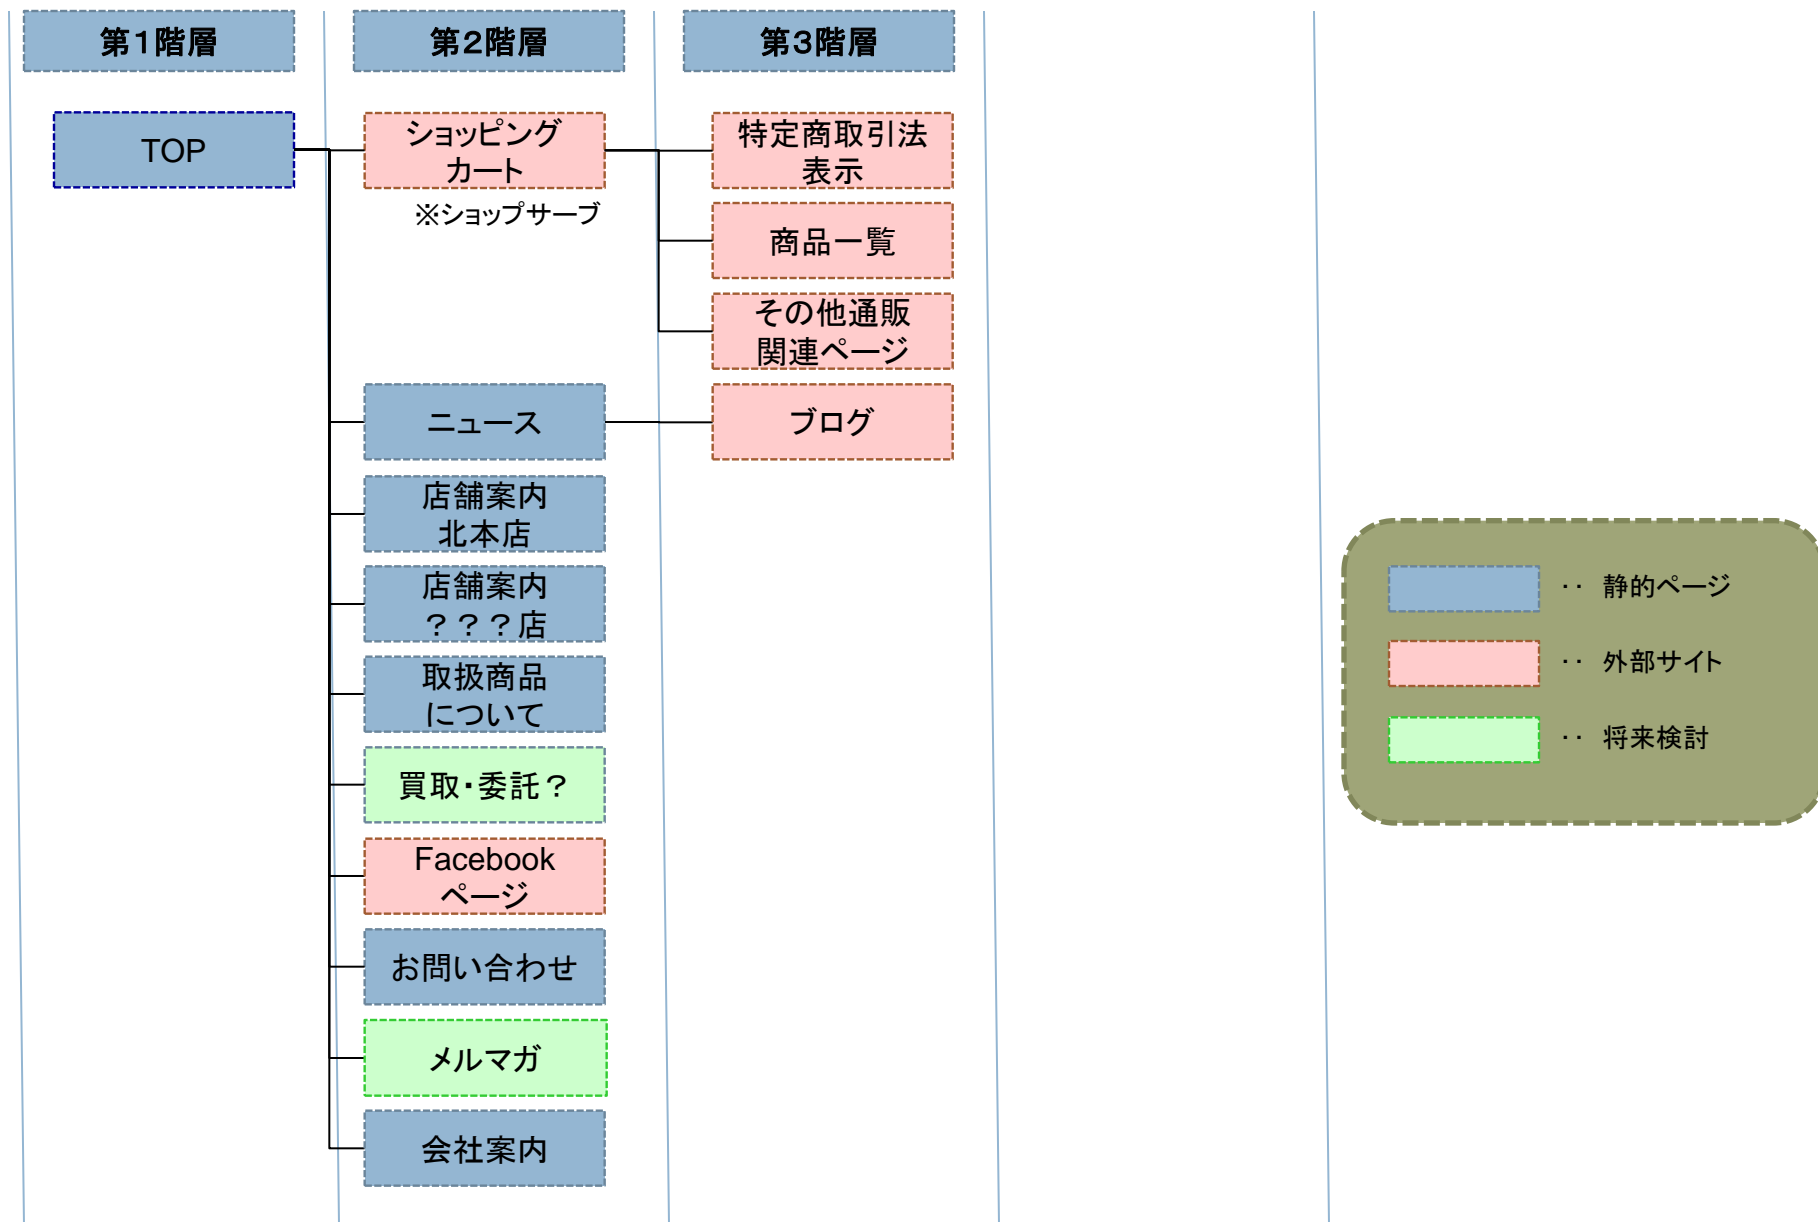 第1階層
第2階層
第3階層
TOP
ショッピング
カート
※ショップサーブ
特定商取引法
表示
商品一覧
その他通販
関連ページ
ニュース
ブログ
店舗案内
北本店
店舗案内
？？？店
取扱商品
について
買取・委託？
Facebook
ページ
お問い合わせ
メルマガ
会社案内
‥ 静的ページ
‥ 外部サイト
‥ 将来検討